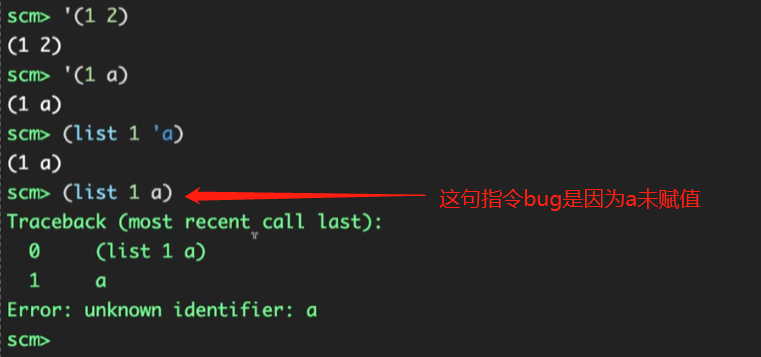 scm> '(1 2)
(1 2)
scm> '(1 a)
(1 a)
scm> (list 1 'a)
(1 a)
scm> (list 1 a)
这句指令bug是因为a未赋值
Traceback (most recent call last):
  0     (list 1 a)
  1     a
Error: unknown identifier: a
scm>